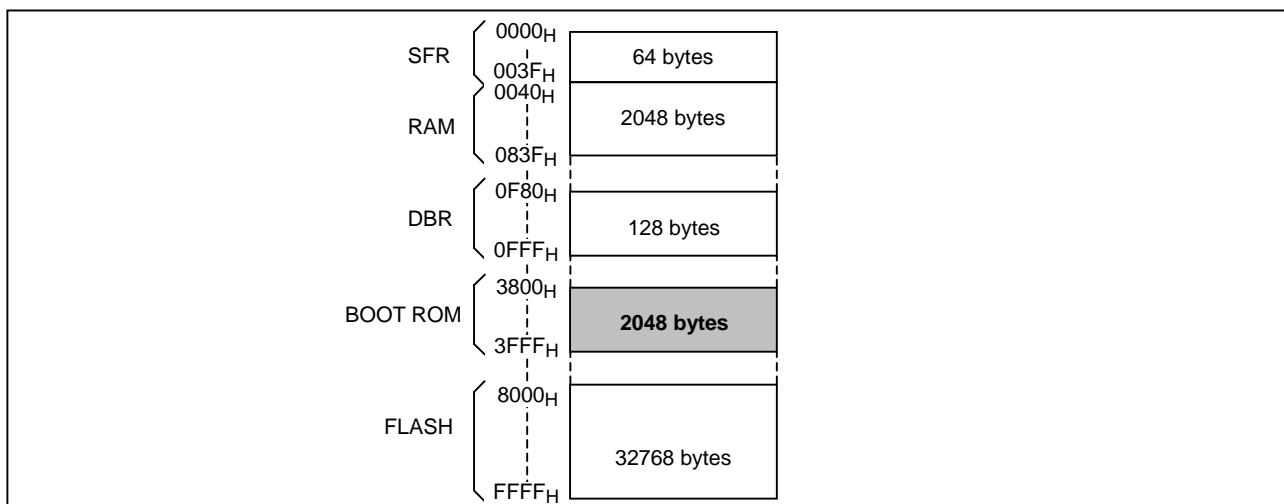 0000H
SFR
64 bytes
003FH
0040H
RAM
2048 bytes
083FH
0F80H
DBR
128 bytes
0FFFH
3800H
BOOT ROM
2048 bytes
3FFFH
8000H
FLASH
32768 bytes
FFFFH